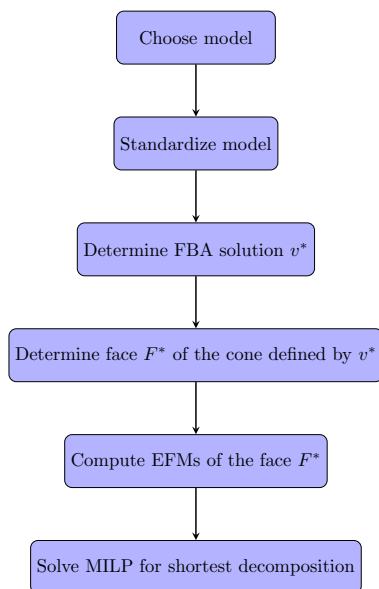 Choose model
Standardize model
Determine FBA solution v*
Determine face F* of the cone defined by v*
Compute EFMs of the face F*
Solve MILP for shortest decomposition